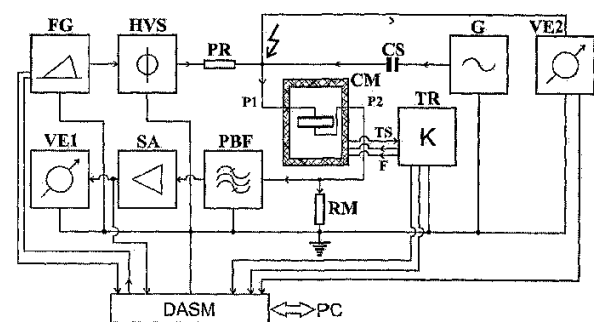 FG HVS PR CS G VE2
CM
P1 P2 TR
TS
K
F
VE1 SA PBF
RM
DASM PC